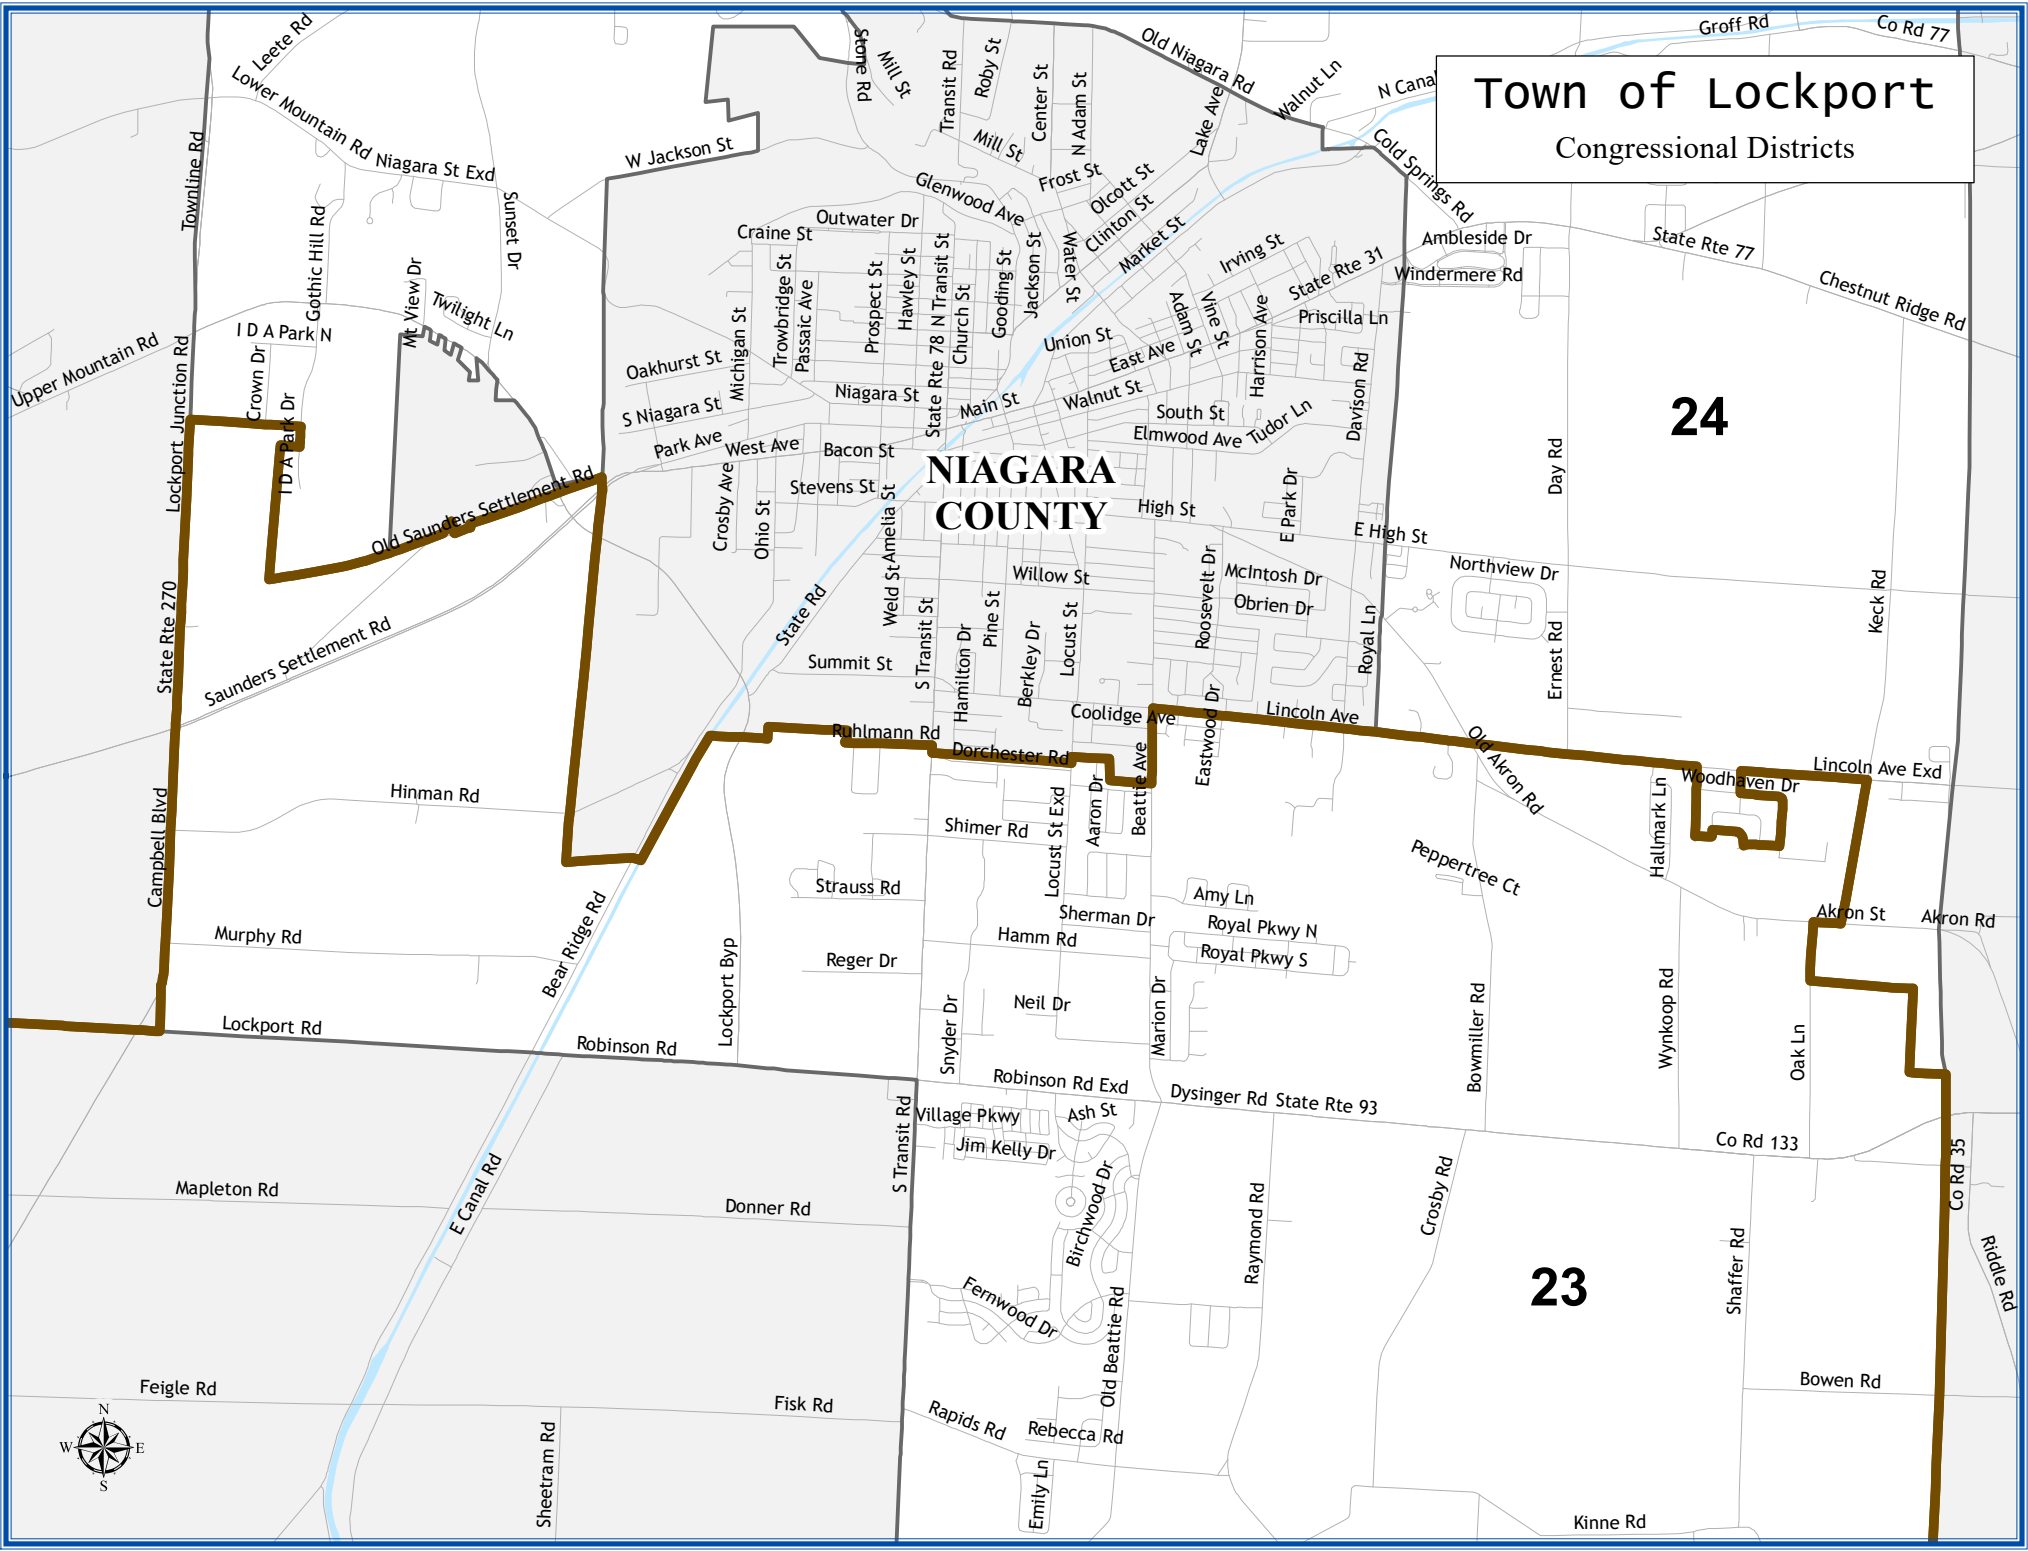 Town of Lockport
Congressional Districts
Groff Rd
Co Rd 77
Leete Rd
Lower Mountain Rd
Niagara St Exd
W Jackson St
Stone Rd
Mill St
Transit Rd
Roby St
Center St
N Adam St
Old Niagara Rd
Lake Ave
Walnut Ln
N Canal
Cold Springs Rd
Townline Rd
Gothic Hill Rd
Sunset Dr
Mill St
Frost St
Glenwood Ave
Olcott St
Clinton St
Market St
Outwater Dr
Craine St
Water St
Irving St
State Rte 31
Ambleside Dr
Windermere Rd
State Rte 77
Chestnut Ridge Rd
Mt View Dr
Twilight Ln
I D A Park N
Upper Mountain Rd
Crown Dr
I D A Park Dr
Lockport Junction Rd
Trowbridge St
Passaic Ave
Prospect St
Hawley St
State Rte 78
N Transit St
Church St
Gooding St
Jackson St
Michigan St
Adam St
Vine St
Harrison Ave
Priscilla Ln
Oakhurst St
Union St
East Ave
Davison Rd
S Niagara St
Niagara St
Main St
Walnut St
South St
Elmwood Ave
Tudor Ln
24
Park Ave
West Ave
Bacon St
NIAGARA
COUNTY
Day Rd
Old Saunders Settlement Rd
Crosby Ave
Ohio St
Stevens St
Amelia St
High St
E Park Dr
E High St
Northview Dr
Keck Rd
State Rte 270
Saunders Settlement Rd
State Rd
Weld St
Willow St
Roosevelt Dr
McIntosh Dr
Obrien Dr
Royal Ln
Ernest Rd
Summit St
S Transit St
Hamilton Dr
Pine St
Berkley Dr
Locust St
Coolidge Ave
Eastwood Dr
Lincoln Ave
Ruhlmann Rd
Dorchester Rd
Old Akron Rd
Woodhaven Dr
Lincoln Ave Exd
Campbell Blvd
Hinman Rd
Shimer Rd
Locust St Exd
Aaron Dr
Beattie Ave
Hallmark Ln
Peppertree Ct
Strauss Rd
Amy Ln
Sherman Dr
Royal Pkwy N
Royal Pkwy S
Akron St
Akron Rd
Murphy Rd
Bear Ridge Rd
Lockport Byp
Reger Dr
Hamm Rd
Neil Dr
Snyder Dr
Marion Dr
Bowmiller Rd
Wynkoop Rd
Oak Ln
Lockport Rd
Robinson Rd
Robinson Rd Exd
Dysinger Rd
State Rte 93
Village Pkwy
Ash St
Jim Kelly Dr
Co Rd 133
Co Rd 35
S Transit Rd
Mapleton Rd
E Canal Rd
Donner Rd
Birchwood Dr
Raymond Rd
Crosby Rd
Shaffer Rd
Riddle Rd
23
Fernwood Dr
Old Beattie Rd
Feigle Rd
Fisk Rd
Bowen Rd
Rapids Rd
Rebecca Rd
Sheetram Rd
Emily Ln
Kinne Rd
N
W
E
S